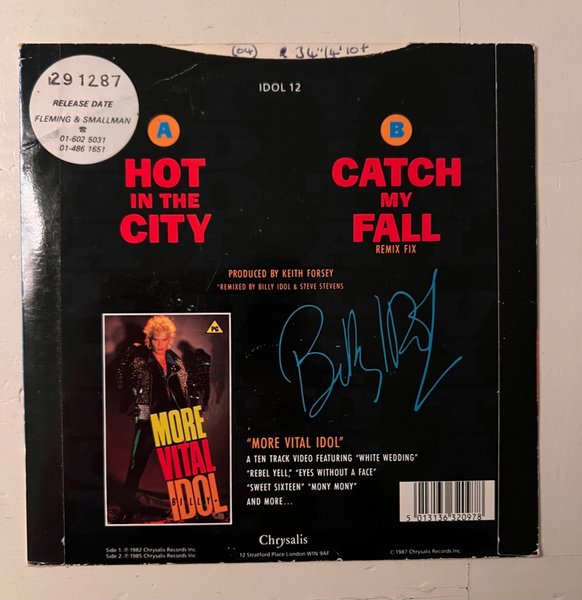 (04) R 34'4'10+
291287
RELEASE DATE
FLEMING & SMALLMAN
☎
01-602 5031
01-486 1651
IDOL 12
A
HOT
IN THE
CITY
B
CATCH
MY
FALL
REMIX FIX
PRODUCED BY KEITH FORSEY
*REMIXED BY BILLY IDOL & STEVE STEVENS
Billy Idol
PG
MORE
VITAL
IDOL
BILLY
"MORE VITAL IDOL"
A TEN TRACK VIDEO FEATURING "WHITE WEDDING"
"REBEL YELL," "EYES WITHOUT A FACE"
"SWEET SIXTEEN" "MONY MONY"
AND MORE...
5 013136 320978
Chrysalis
Side 1. ℗ 1982 Chrysalis Records Inc.
Side 2. ℗ 1985 Chrysalis Records Inc.
12 Stratford Place London W1N 9AF
©1987 Chrysalis Records Inc.